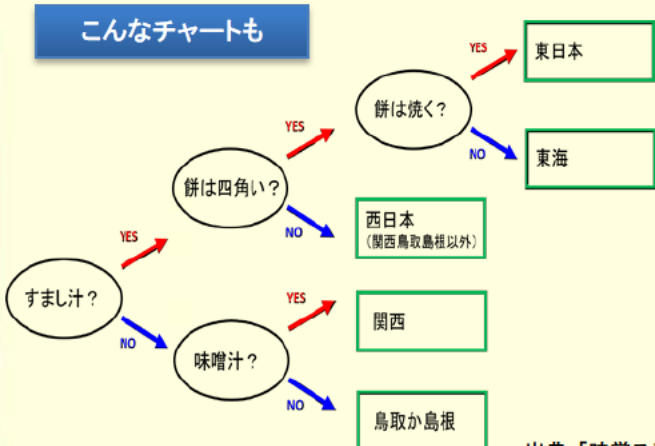 こんなチャートも
YES
東日本
餅は焼く？
YES
NO
東海
餅は四角い？
YES
NO
西日本
（関西鳥取島根以外）
すまし汁？
YES
関西
NO
味噌汁？
NO
鳥取か島根